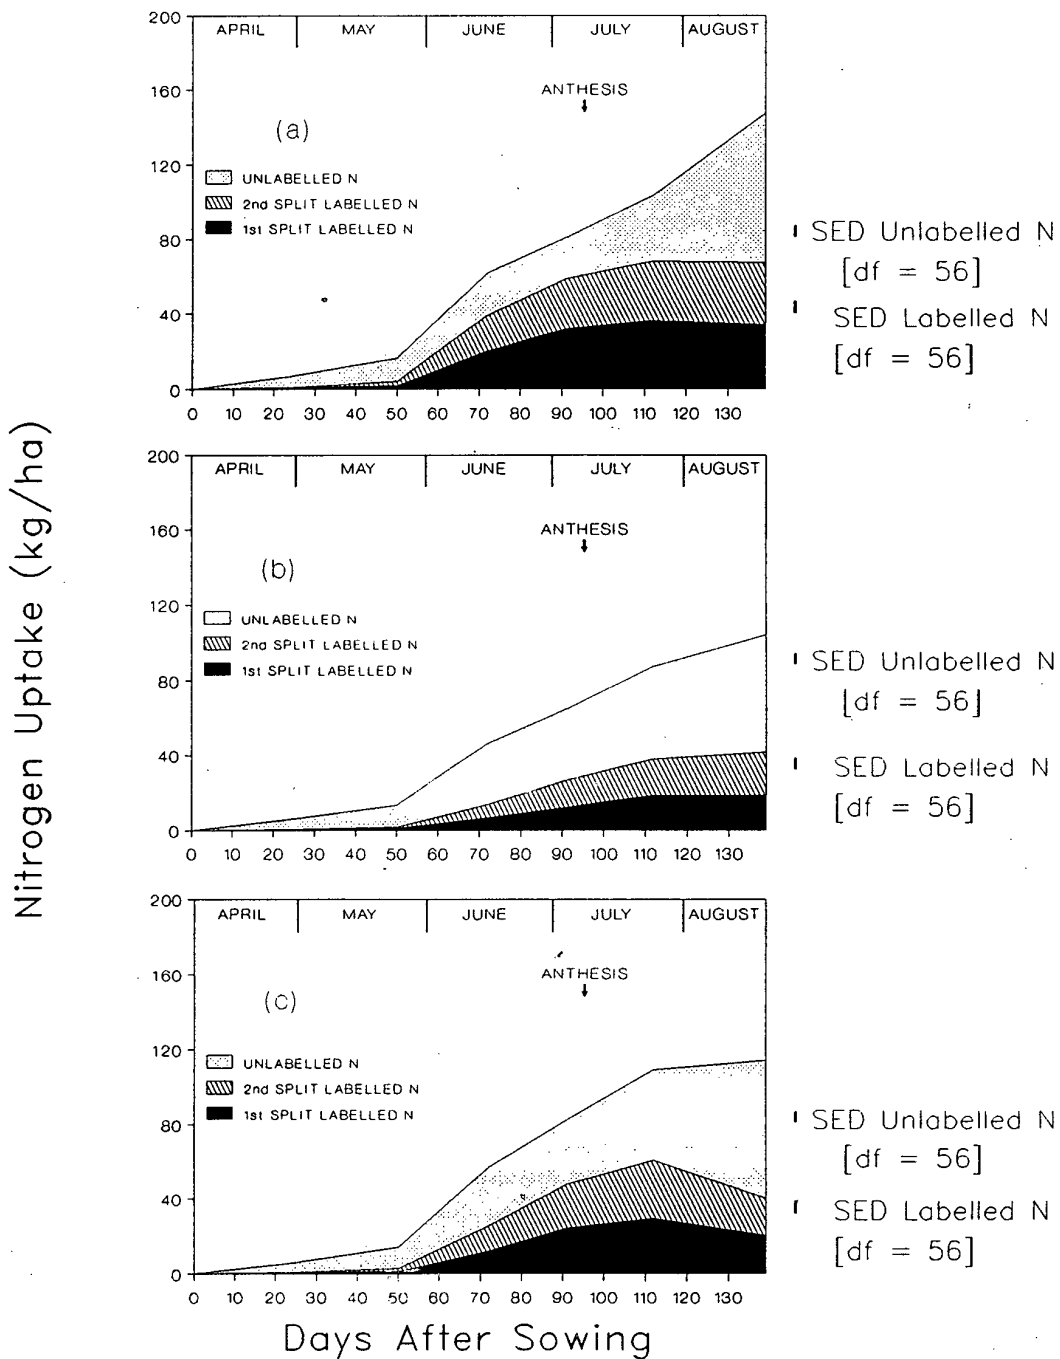 Nitrogen Uptake (kg/ha)
200
160
120
80
40
0
APRIL MAY JUNE JULY AUGUST
ANTHESIS
(a)
UNLABELLED N
2nd SPLIT LABELLED N
1st SPLIT LABELLED N
0 10 20 30 40 50 60 70 80 90 100 110 120 130
SED Unlabelled N
[df = 56]
SED Labelled N
[df = 56]
200
160
120
80
40
0
APRIL MAY JUNE JULY AUGUST
ANTHESIS
(b)
UNLABELLED N
2nd SPLIT LABELLED N
1st SPLIT LABELLED N
0 10 20 30 40 50 60 70 80 90 100 110 120 130
SED Unlabelled N
[df = 56]
SED Labelled N
[df = 56]
200
160
120
80
40
0
APRIL MAY JUNE JULY AUGUST
ANTHESIS
(c)
UNLABELLED N
2nd SPLIT LABELLED N
1st SPLIT LABELLED N
0 10 20 30 40 50 60 70 80 90 100 110 120 130
SED Unlabelled N
[df = 56]
SED Labelled N
[df = 56]
Days After Sowing